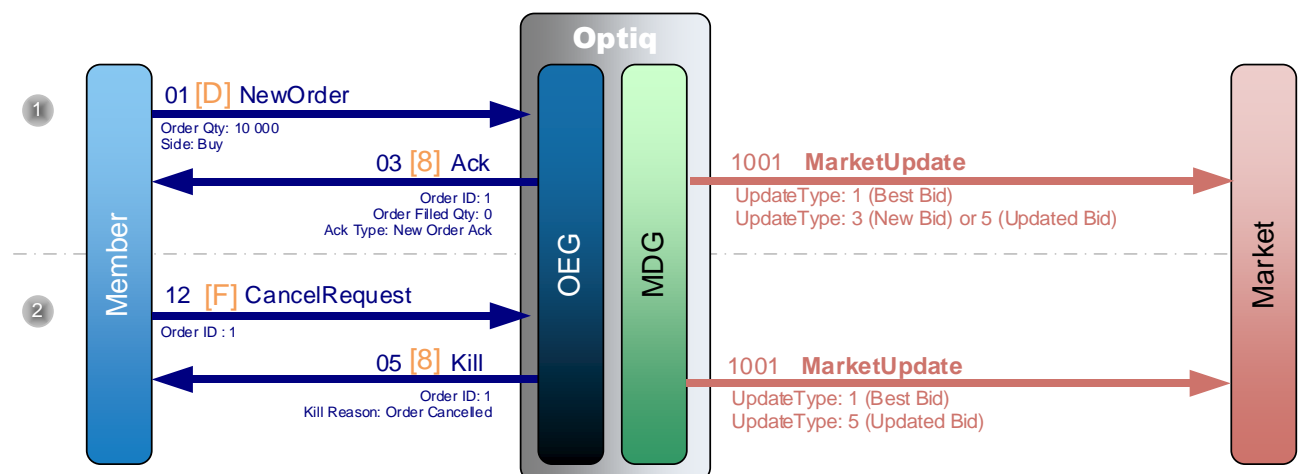 Optiq
1
01 [D] NewOrder
Order Qty: 10 000
Side: Buy
03 [8] Ack
Order ID: 1
Order Filled Qty: 0
Ack Type: New Order Ack
1001 MarketUpdate
UpdateType: 1 (Best Bid)
UpdateType: 3 (New Bid) or 5 (Updated Bid)
Member
OEG
MDG
Market
2
12 [F] CancelRequest
Order ID : 1
05 [8] Kill
Order ID: 1
Kill Reason: Order Cancelled
1001 MarketUpdate
UpdateType: 1 (Best Bid)
UpdateType: 5 (Updated Bid)